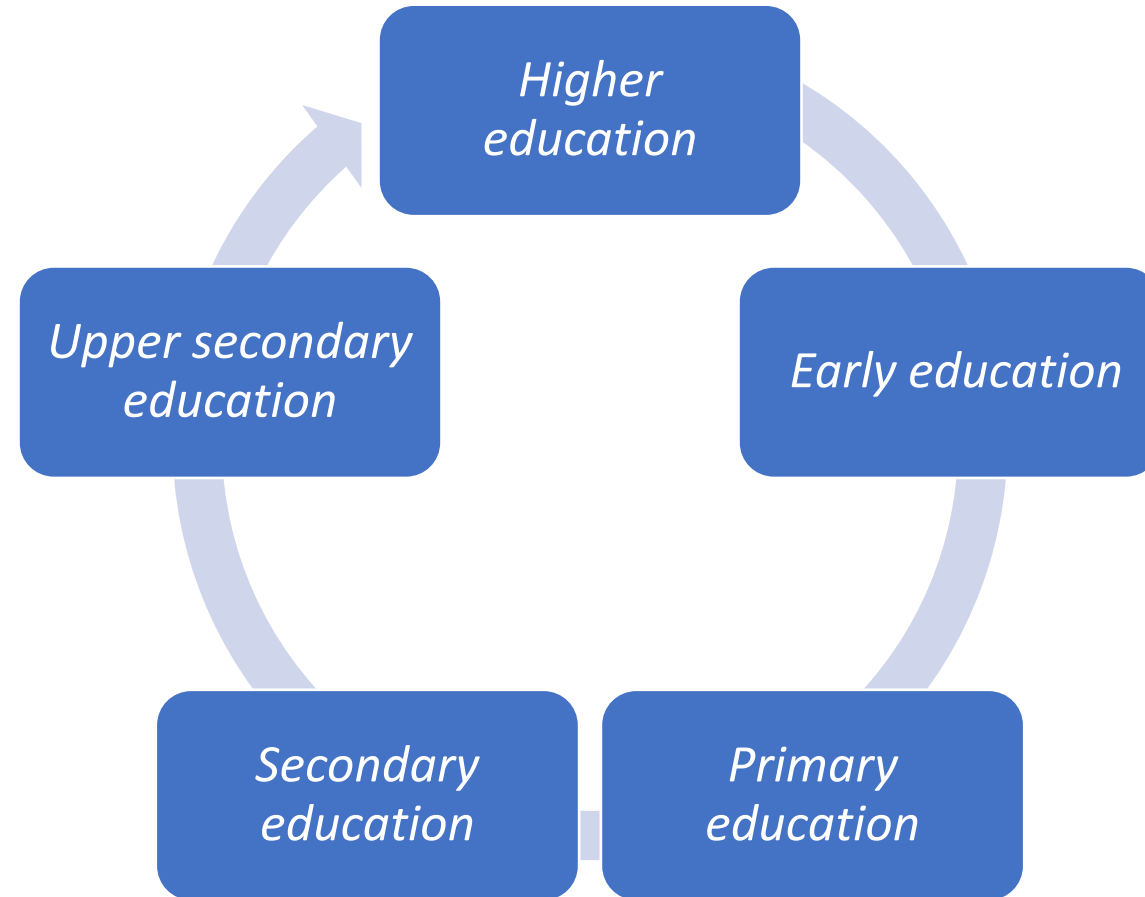 Higher
education
Early education
Primary
education
Secondary
education
Upper secondary
education